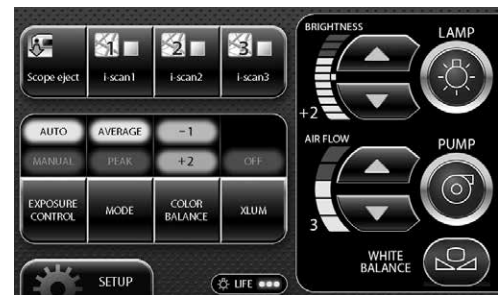 Scope eject
1
i-scan1
2
i-scan2
3
i-scan3
BRIGHTNESS
+2
LAMP
AUTO
AVERAGE
-1
MANUAL
PEAK
+2
OFF
AIR FLOW
3
PUMP
EXPOSURE
CONTROL
MODE
COLOR
BALANCE
XLUM
WHITE
BALANCE
SETUP
LIFE